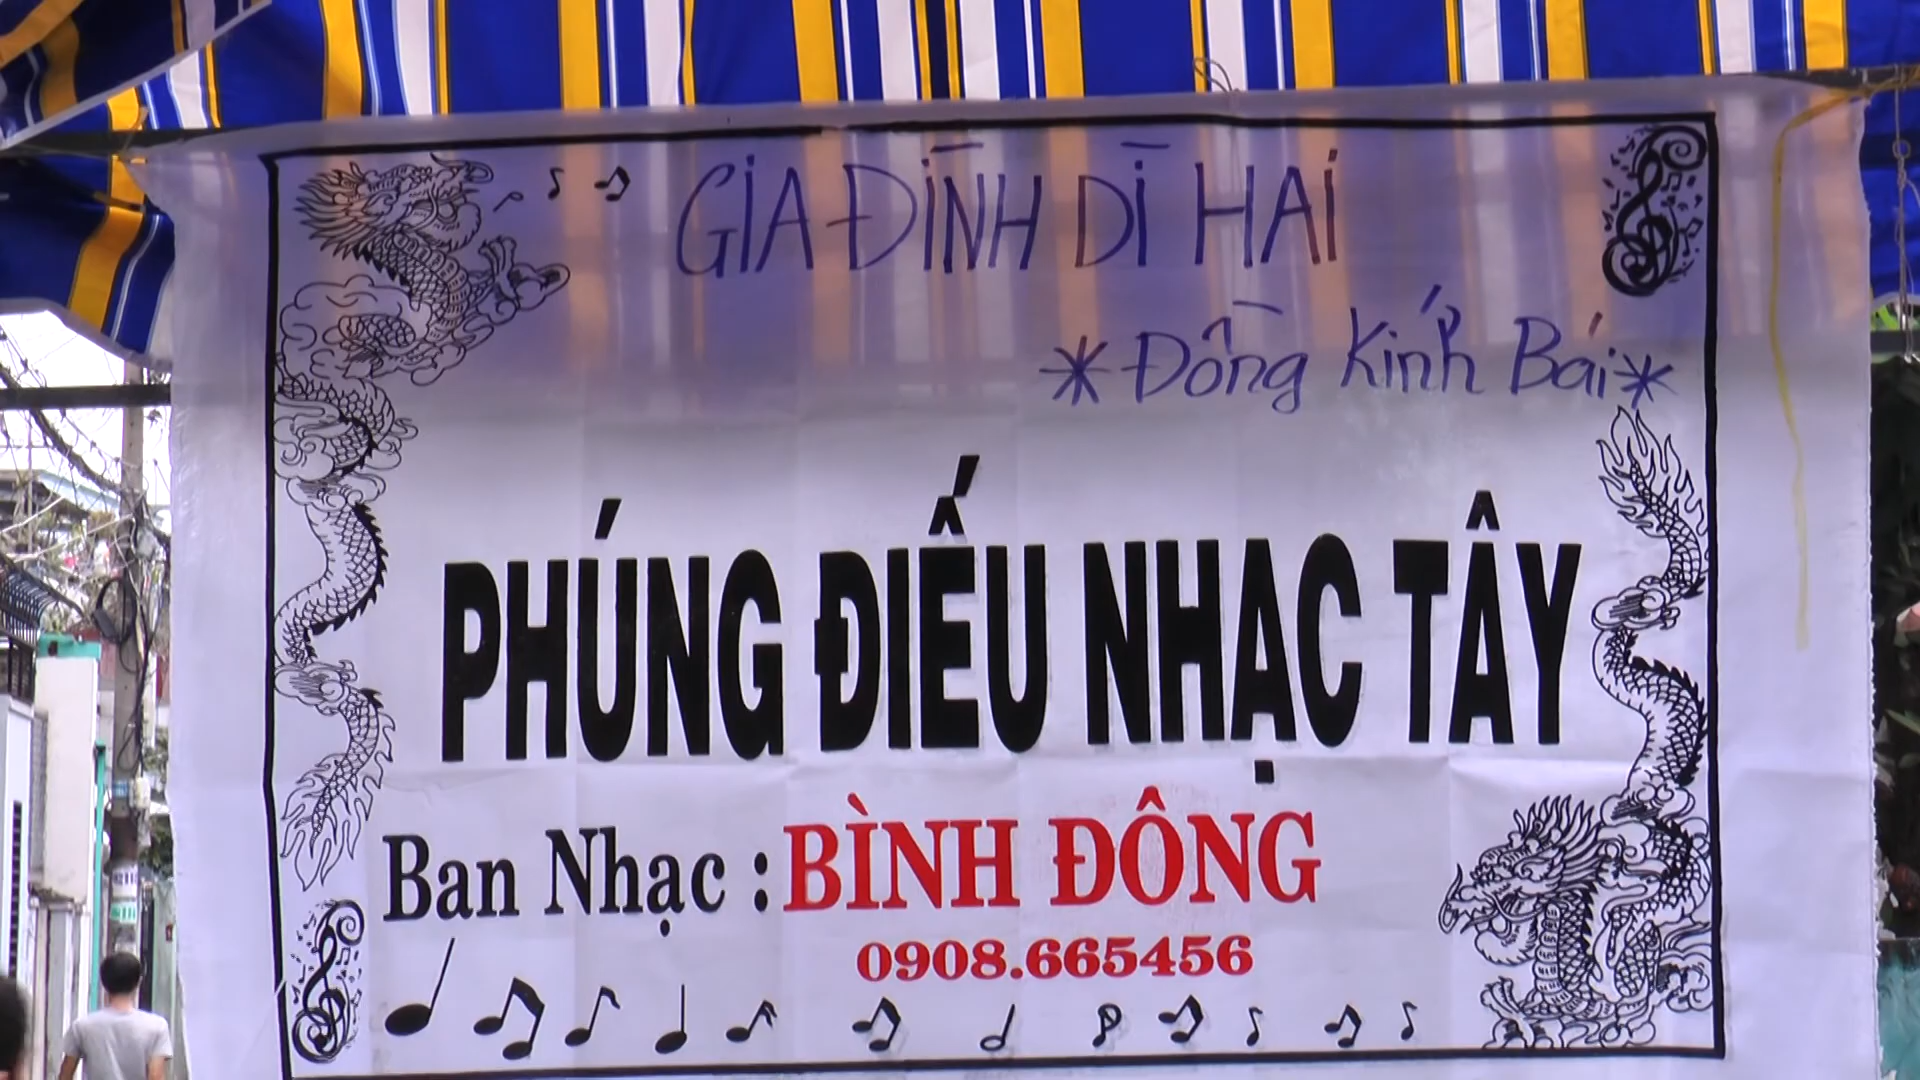 GIA ĐÌNH DÌ HAI
* Đồng Kính Bái *
PHÚNG ĐIẾU NHẠC TÂY
Ban Nhạc : BÌNH ĐÔNG
0908.665456